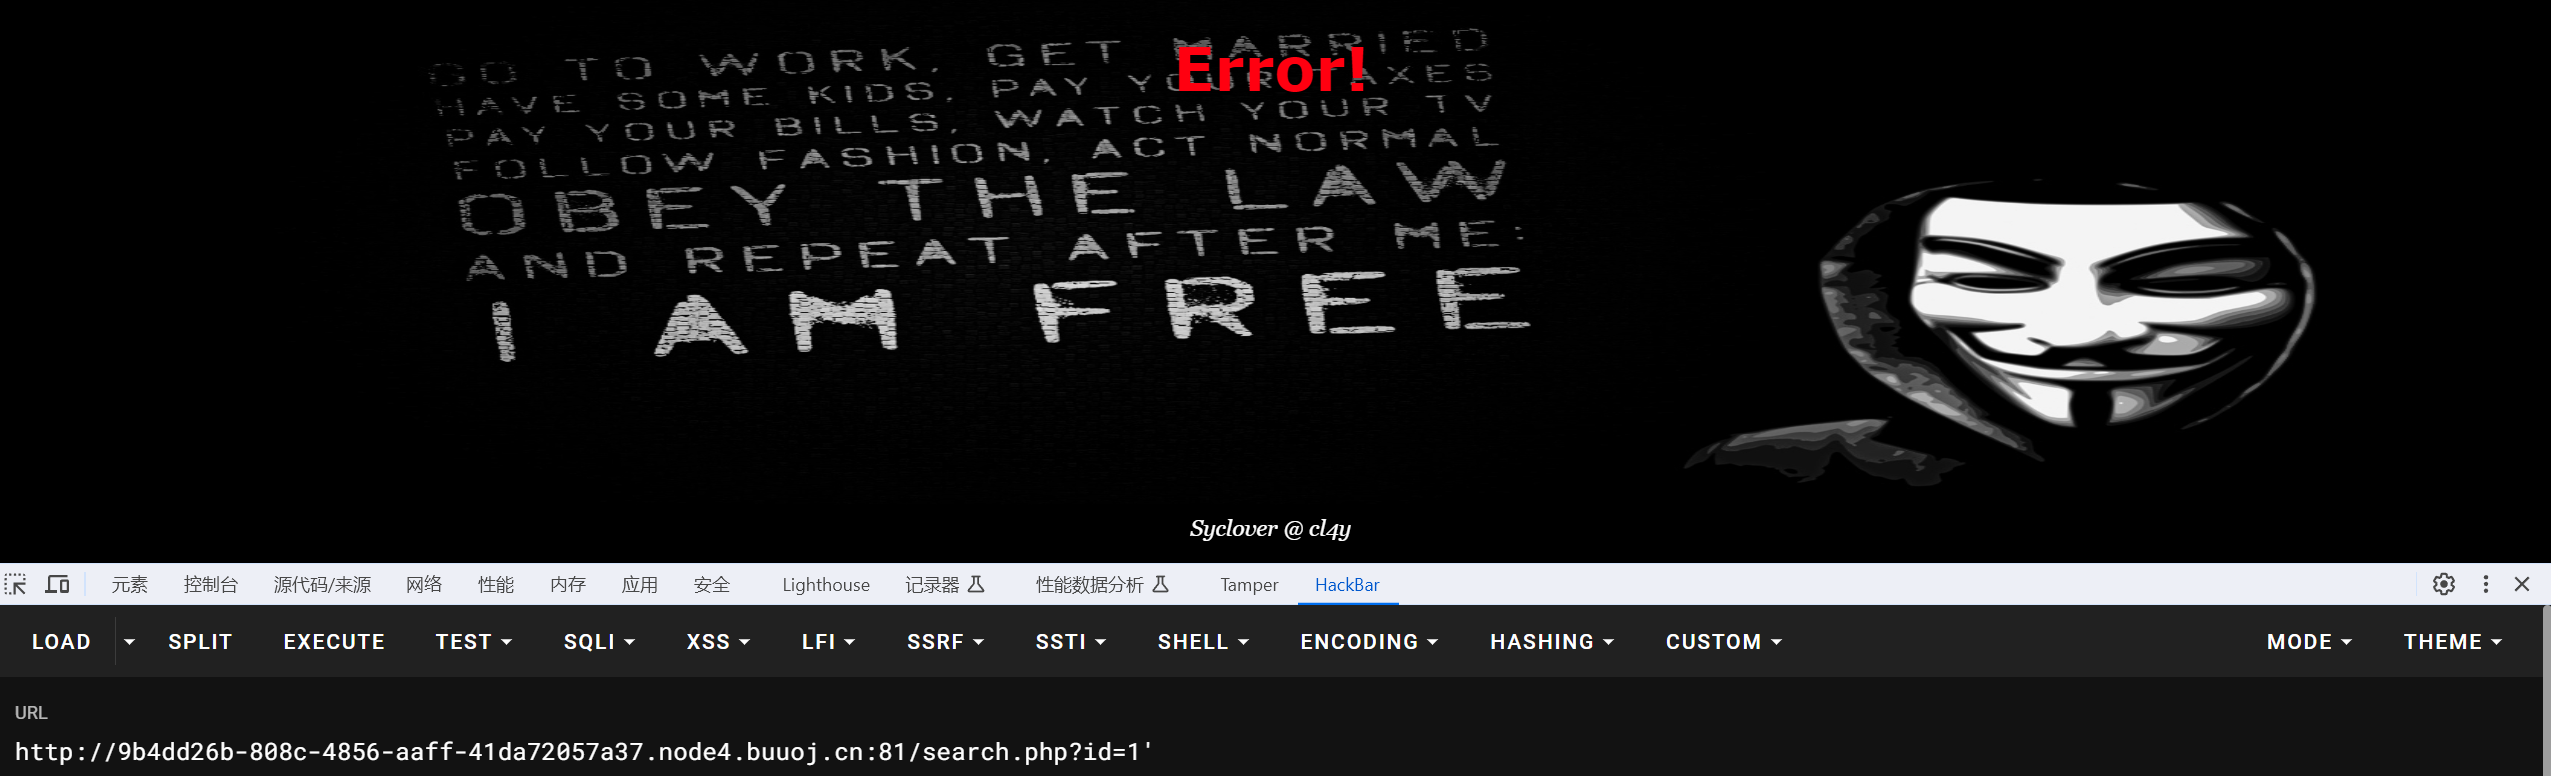 GO TO WORK, GET MARRIED
Error!
HAVE SOME KIDS, PAY YOUR TAXES
PAY YOUR BILLS, WATCH YOUR TV
FOLLOW FASHION, ACT NORMAL
OBEY THE LAW
AND REPEAT AFTER ME:
I AM FREE
Syclover @ cl4y
元素 控制台 源代码/来源 网络 性能 内存 应用 安全 Lighthouse 记录器 性能数据分析 Tamper HackBar
LOAD SPLIT EXECUTE TEST SQLI XSS LFI SSRF SSTI SHELL ENCODING HASHING CUSTOM MODE THEME
URL
http://9b4dd26b-808c-4856-aaff-41da72057a37.node4.buuoj.cn:81/search.php?id=1'